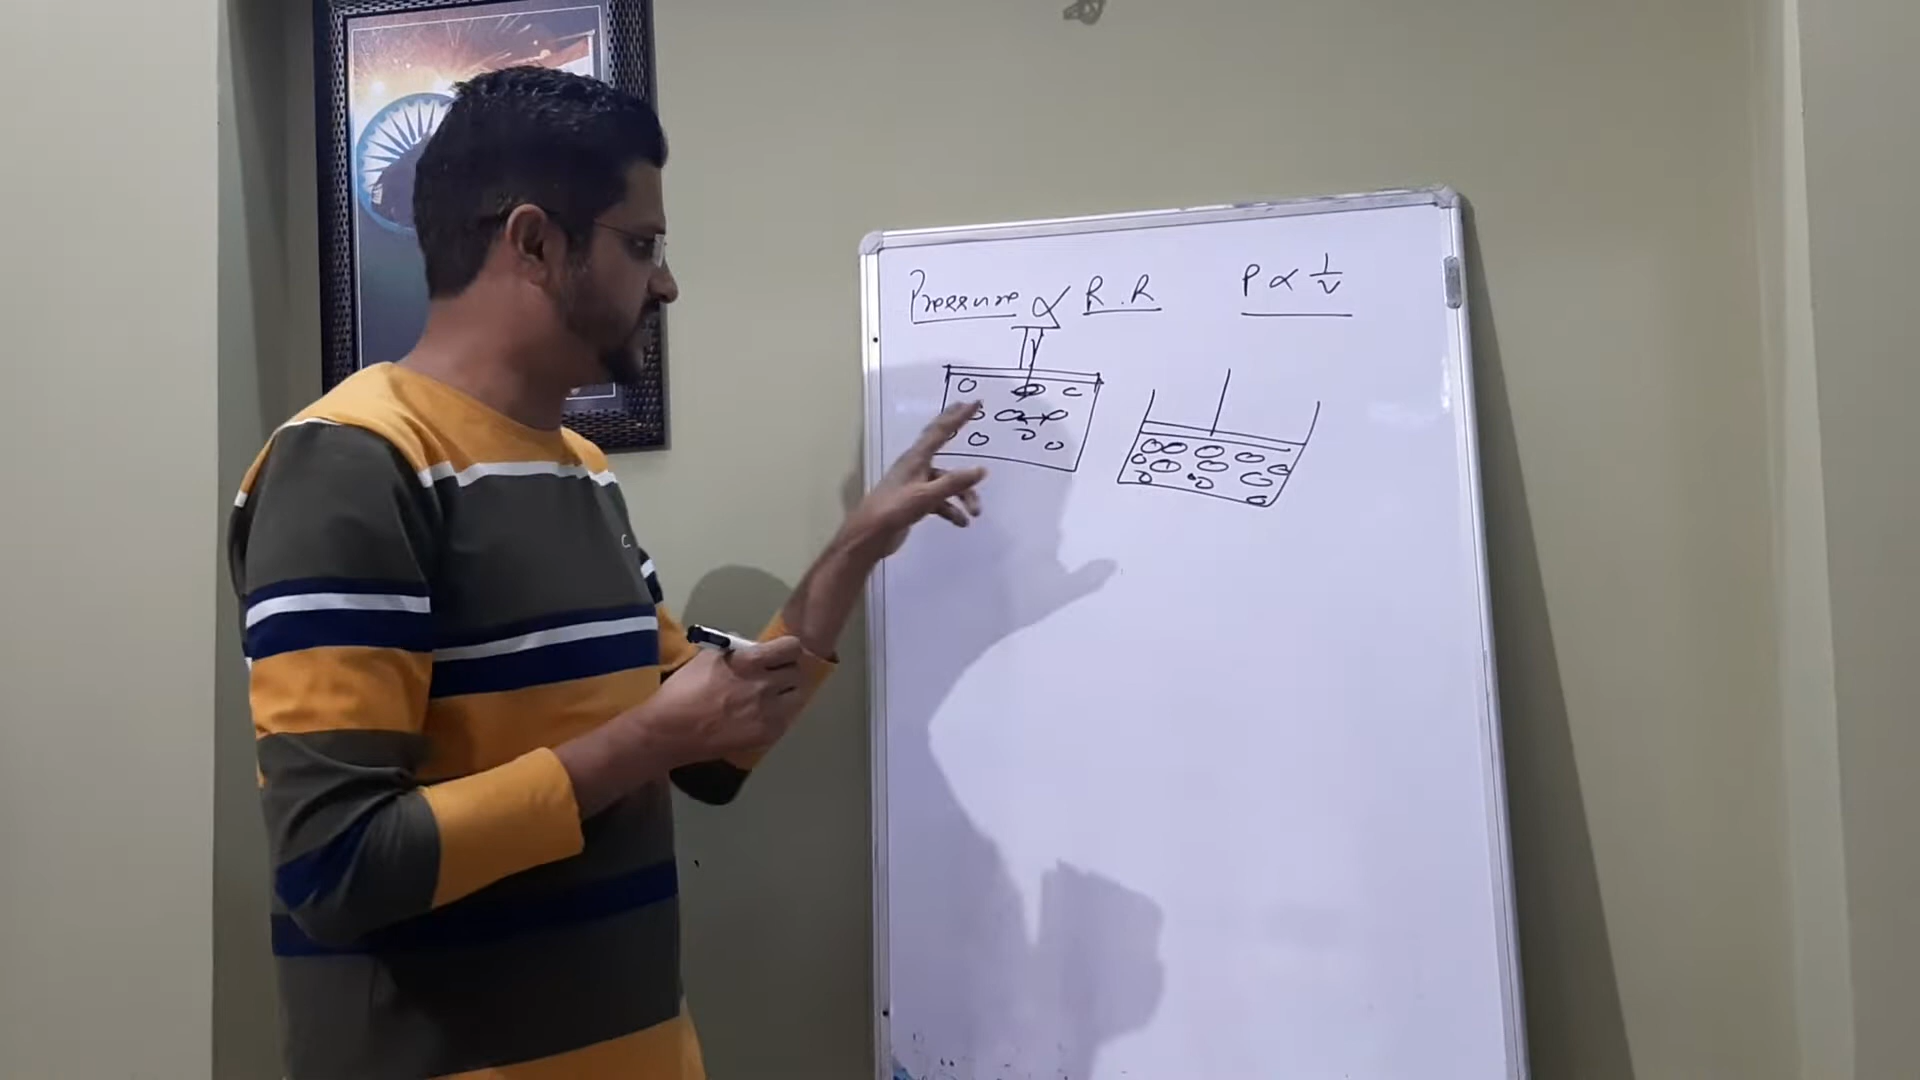 Pressure ∝ R.R
P ∝ 1/v